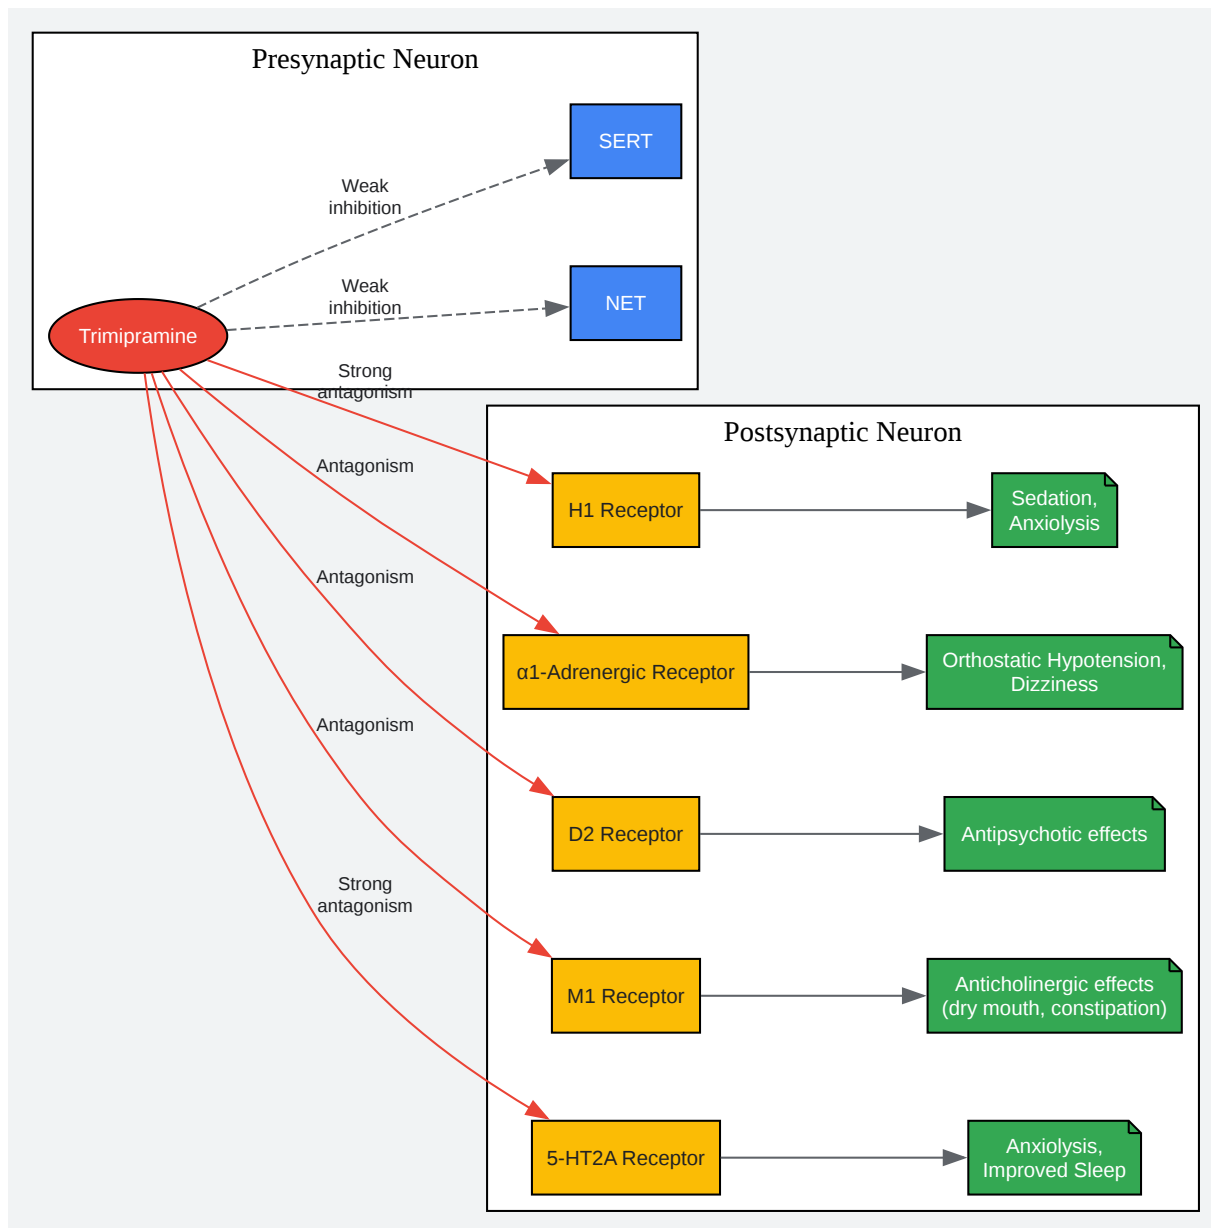 Presynaptic Neuron
SERT
Weak
inhibition
Weak
inhibition
NET
Trimipramine
Strong
antagonism
Postsynaptic Neuron
Antagonism
H1 Receptor
Sedation,
Anxiolysis
Antagonism
α1-Adrenergic Receptor
Orthostatic Hypotension,
Dizziness
Antagonism
D2 Receptor
Antipsychotic effects
Strong
antagonism
M1 Receptor
Anticholinergic effects
(dry mouth, constipation)
5-HT2A Receptor
Anxiolysis,
Improved Sleep